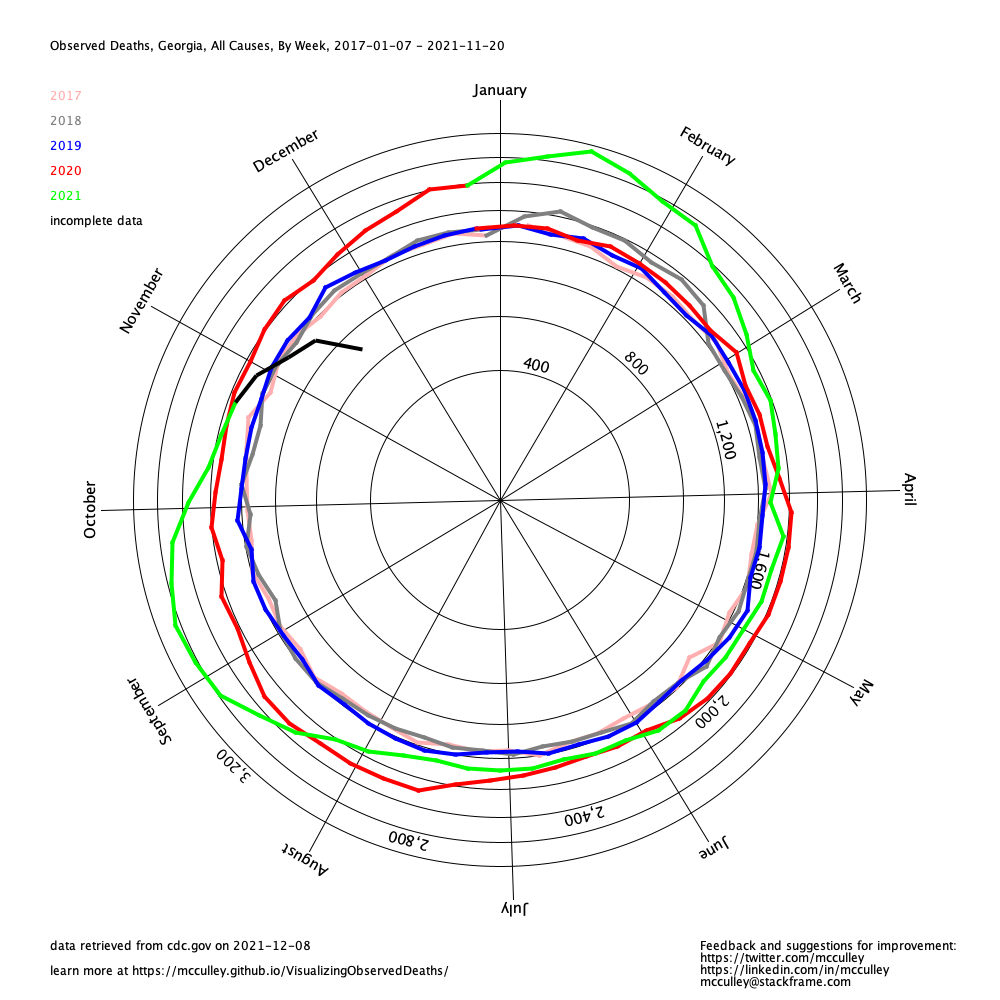 Observed Deaths, Georgia, All Causes, By Week, 2017-01-07 - 2021-11-20
2017
2018
2019
2020
2021
incomplete data
January
February
March
April
May
June
July
August
September
October
November
December
400
800
1,200
1,600
2,000
2,400
2,800
3,200
data retrieved from cdc.gov on 2021-12-08
learn more at https://mcculley.github.io/VisualizingObservedDeaths/
Feedback and suggestions for improvement:
https://twitter.com/mcculley
https://linkedin.com/in/mcculley
mcculley@stackframe.com